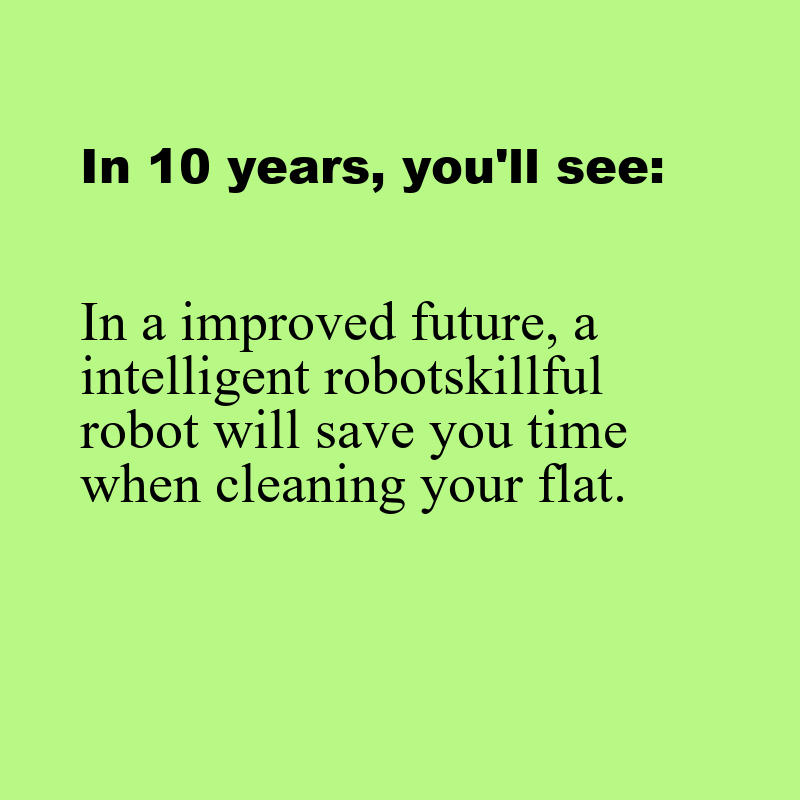 In 10 years, you'll see:
In a improved future, a
intelligent robotskillful
robot will save you time
when cleaning your flat.